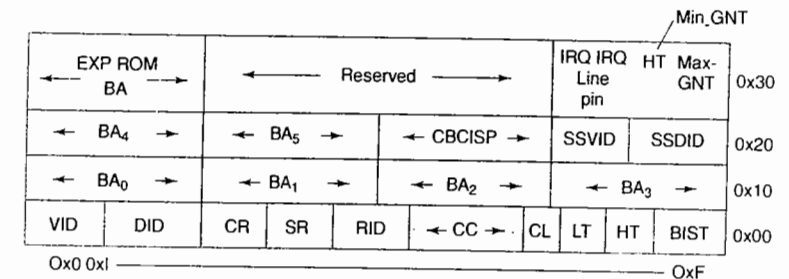 Min_GNT
EXP ROM BA
Reserved
IRQ Line IRQ pin HT Max-GNT
0x30
BA4 BA5 CBCISP SSVID SSDID 0x20
BA0 BA1 BA2 BA3 0x10
VID DID CR SR RID CC CL LT HT BIST 0x00
Ox0 0xI OxF